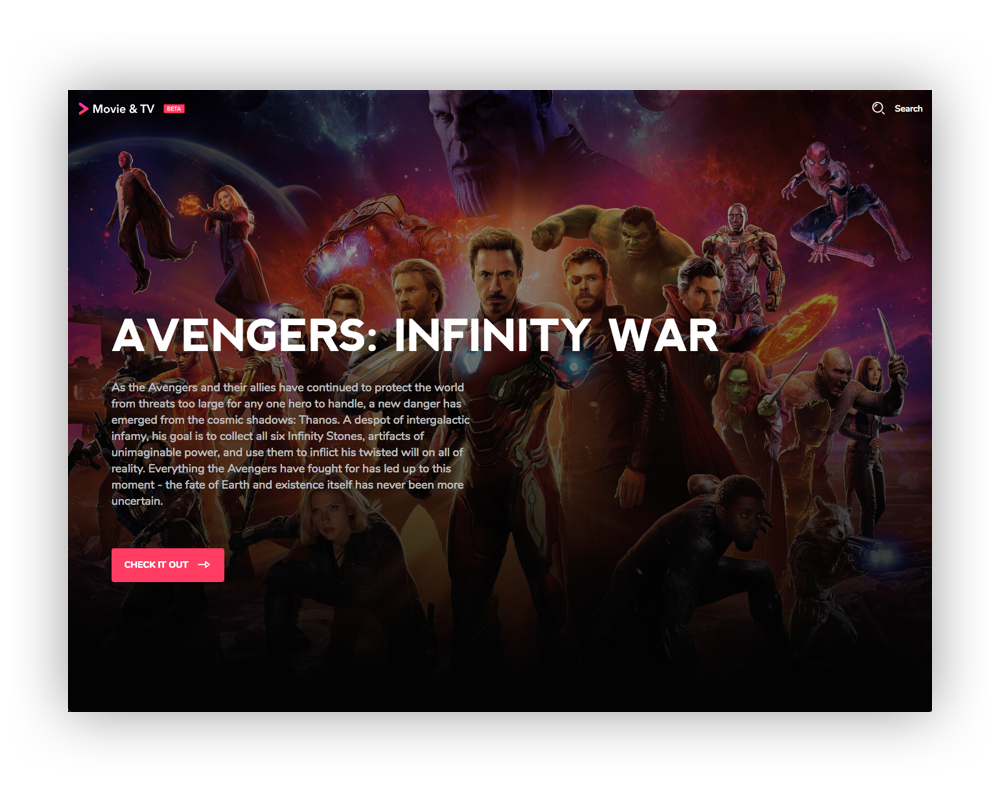 Movie & TV BETA
Search
AVENGERS: INFINITY WAR
As the Avengers and their allies have continued to protect the world
from threats too large for any one hero to handle, a new danger has
emerged from the cosmic shadows: Thanos. A despot of intergalactic
infamy, his goal is to collect all six Infinity Stones, artifacts of
unimaginable power, and use them to inflict his twisted will on all of
reality. Everything the Avengers have fought for has led up to this
moment - the fate of Earth and existence itself has never been more
uncertain.
CHECK IT OUT